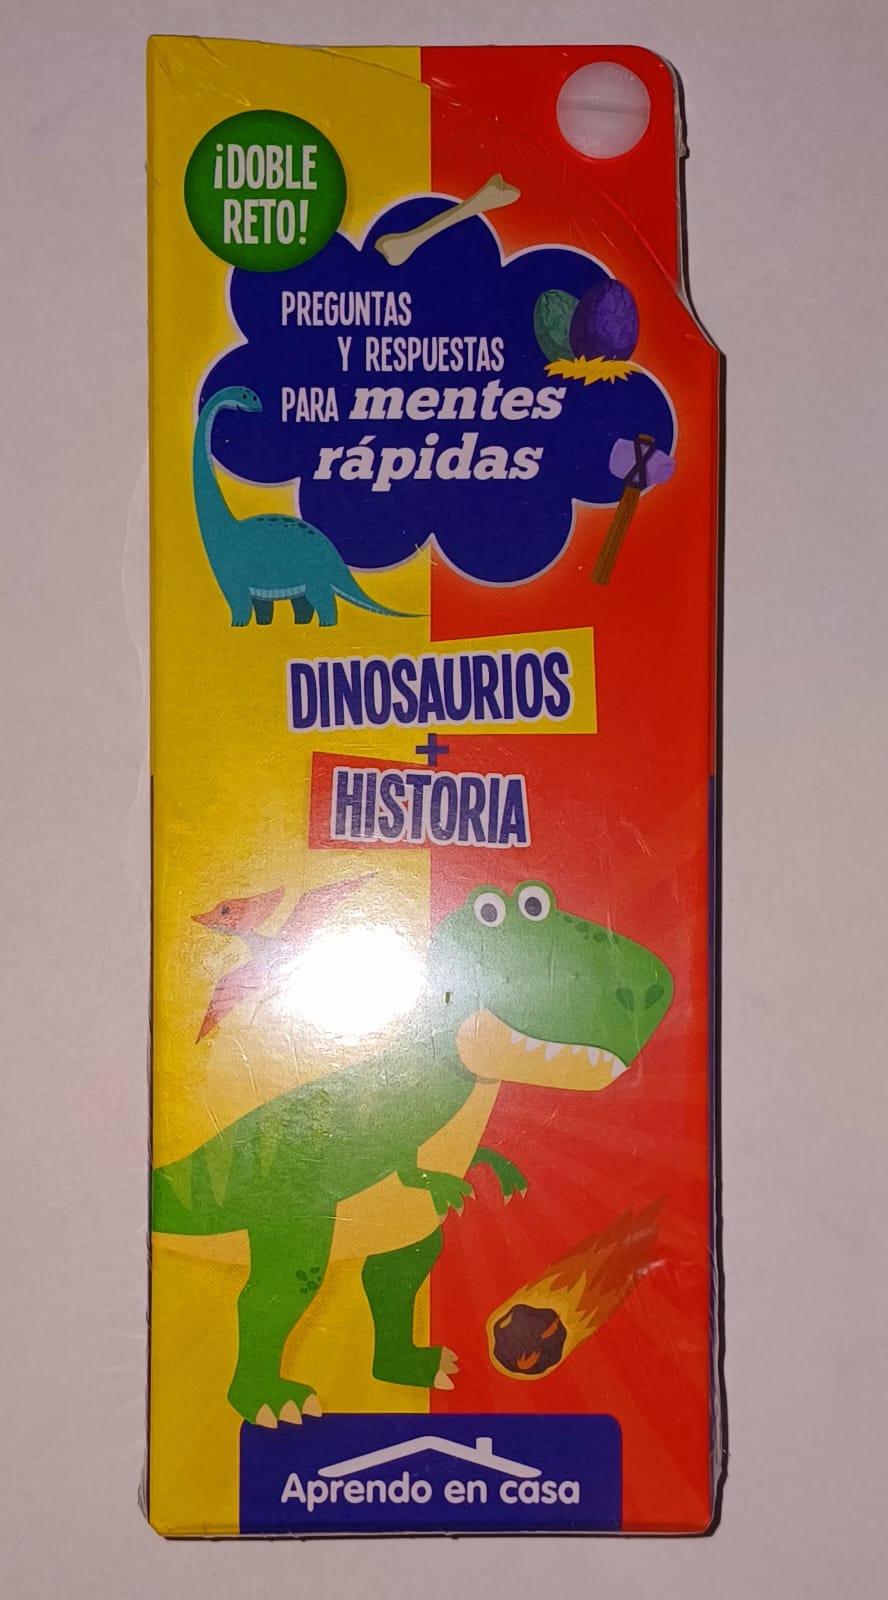 ¡DOBLE
RETO!
PREGUNTAS
Y RESPUESTAS
PARA mentes
rápidas
DINOSAURIOS
+
HISTORIA
Aprendo en casa